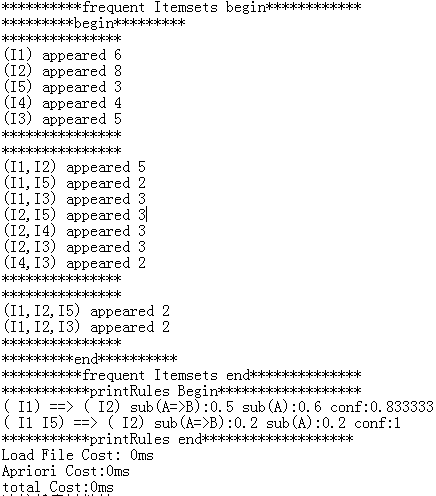 **********frequent Itemsets begin************
*********begin*********
***************
(I1) appeared 6
(I2) appeared 8
(I5) appeared 3
(I4) appeared 4
(I3) appeared 5
***************
***************
(I1,I2) appeared 5
(I1,I5) appeared 2
(I1,I3) appeared 3
(I2,I5) appeared 3
(I2,I4) appeared 3
(I2,I3) appeared 3
(I4,I3) appeared 2
***************
***************
(I1,I2,I5) appeared 2
(I1,I2,I3) appeared 2
***************
*********end**********
**********frequent Itemsets end**************
***********printRules Begin******************
( I1) ==> ( I2) sub(A=>B):0.5 sub(A):0.6 conf:0.833333
( I1 I5) ==> ( I2) sub(A=>B):0.2 sub(A):0.2 conf:1
***********printRules end*******************
Load File Cost: 0ms
Apriori Cost:0ms
total Cost:0ms